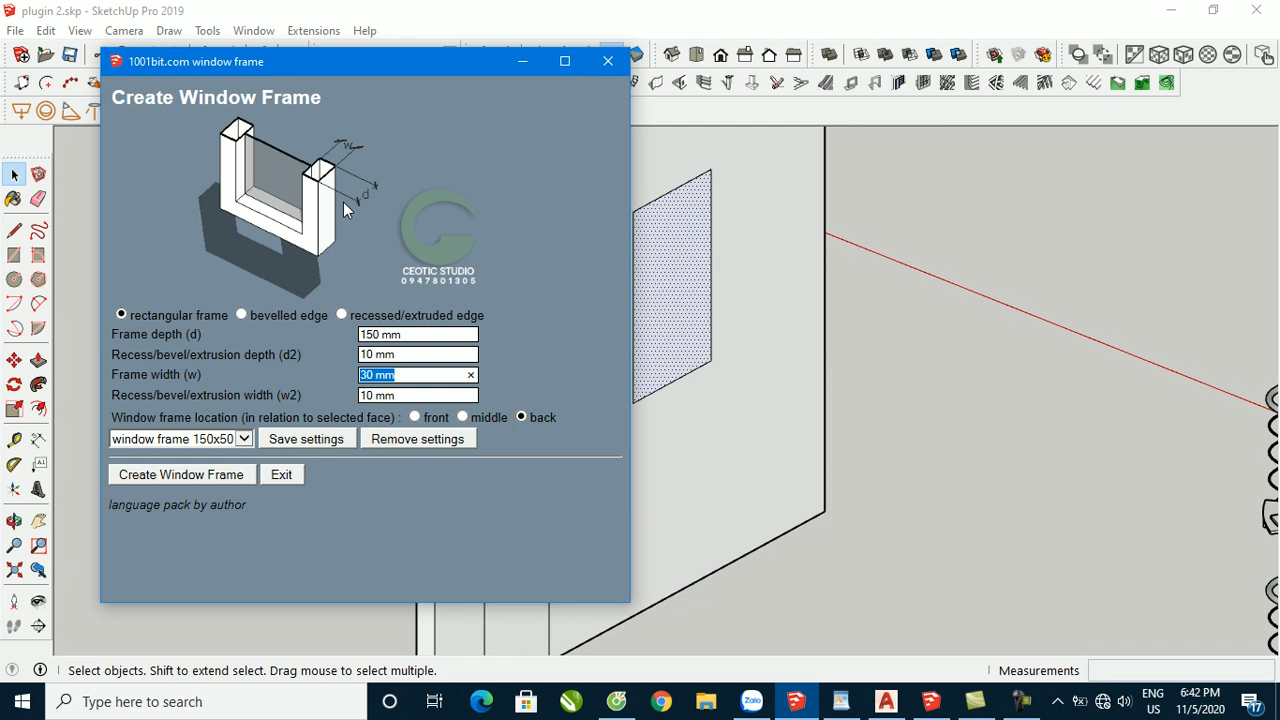 plugin 2.skp - SketchUp Pro 2019
File Edit View Camera Draw Tools Window Extensions Help
1001bit.com window frame
Create Window Frame
w
d
CEOTIC STUDIO
0947801305
rectangular frame bevelled edge recessed/extruded edge
Frame depth (d) 150 mm
Recess/bevel/extrusion depth (d2) 10 mm
Frame width (w) 30 mm ×
Recess/bevel/extrusion width (w2) 10 mm
Window frame location (in relation to selected face) : front middle back
window frame 150x50 Save settings Remove settings
Create Window Frame Exit
language pack by author
Select objects. Shift to extend select. Drag mouse to select multiple. Measurements
Type here to search
Zalo
ENG
US
6:42 PM
11/5/2020
17